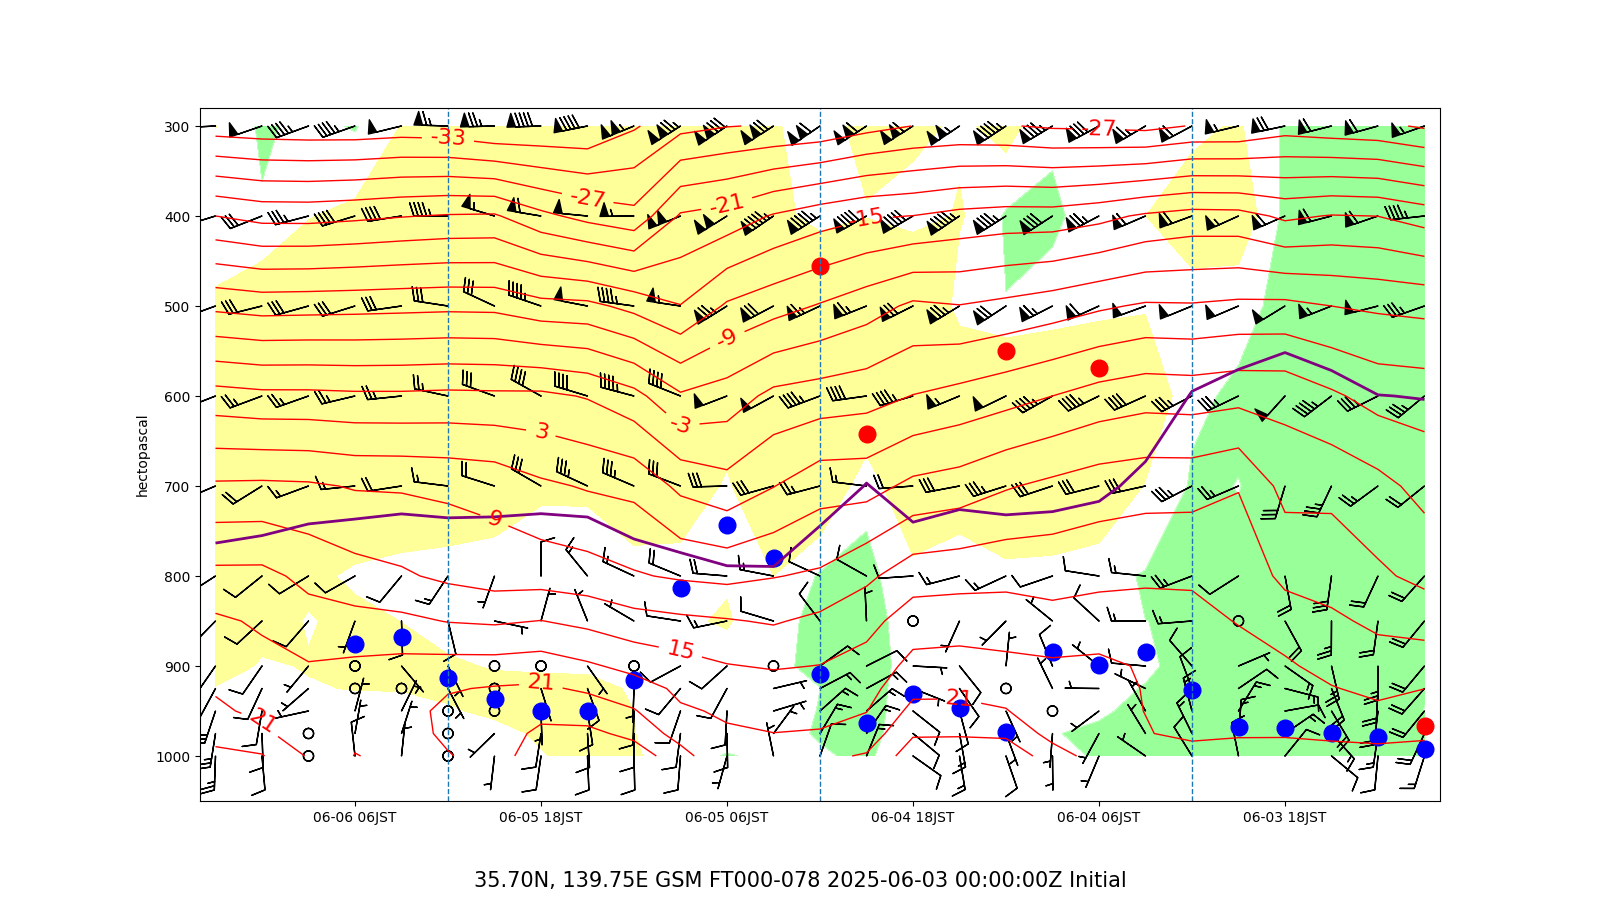 300
400
500
600
700
800
900
1000
hectopascal
-33
-27
-27
-21
15
-9
-3
3
9
15
21
21
21
06-06 06JST
06-05 18JST
06-05 06JST
06-04 18JST
06-04 06JST
06-03 18JST
35.70N, 139.75E GSM FT000-078 2025-06-03 00:00:00Z Initial